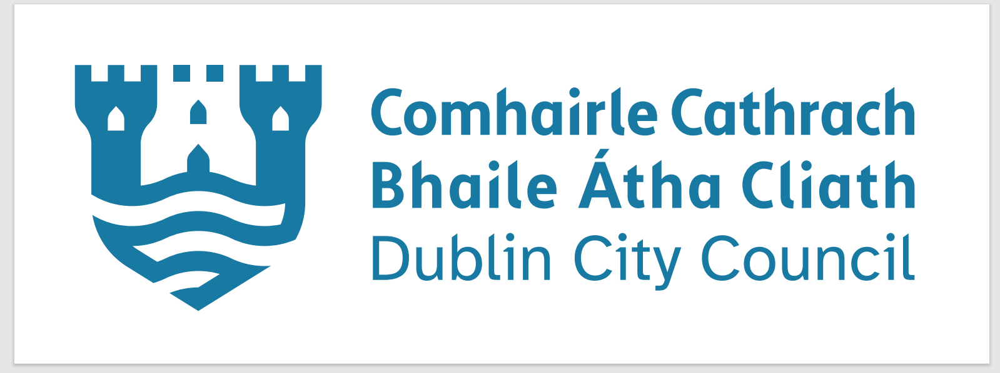 Comhairle Cathrach
Bhaile Átha Cliath
Dublin City Council